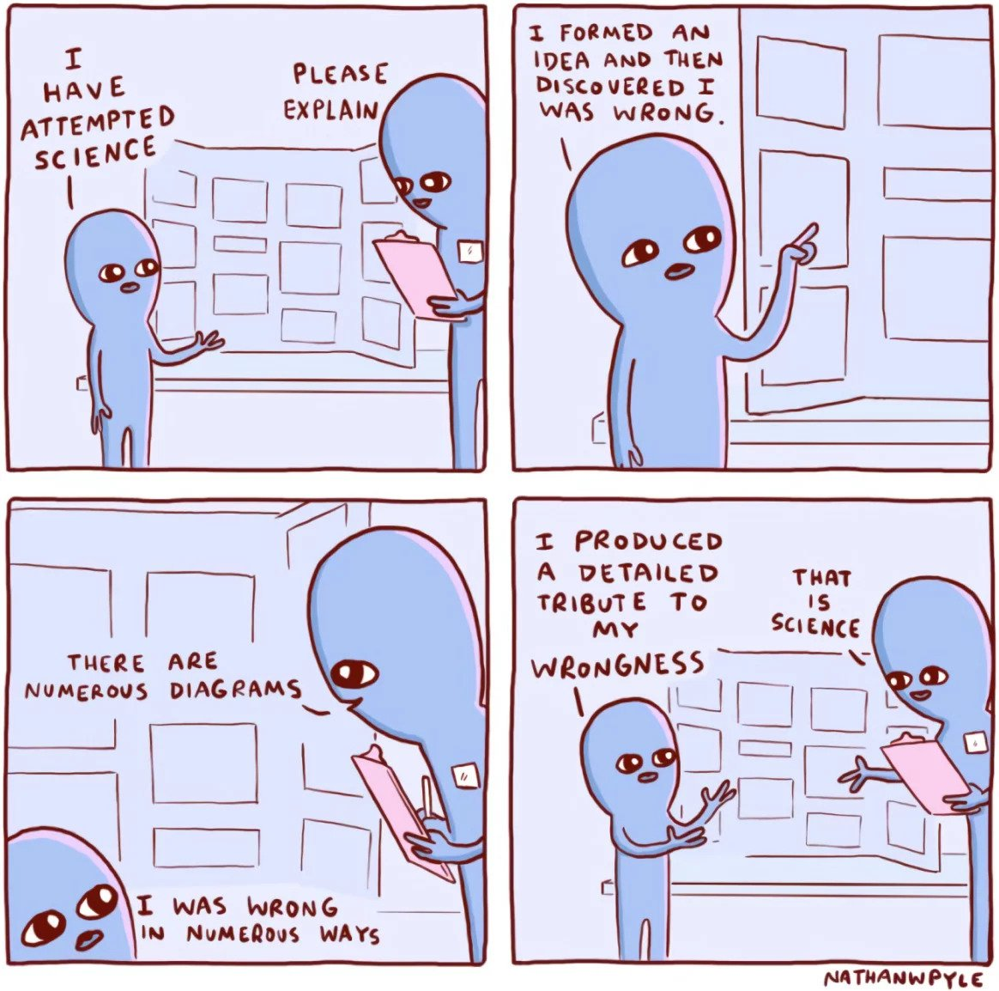 I
HAVE
ATTEMPTED
SCIENCE
PLEASE
EXPLAIN
I FORMED AN
IDEA AND THEN
DISCOVERED I
WAS WRONG.
THERE ARE
NUMEROUS DIAGRAMS
I WAS WRONG
IN NUMEROUS WAYS
I PRODUCED
A DETAILED
TRIBUTE TO
MY
WRONGNESS
THAT
IS
SCIENCE
NATHANWPYLE